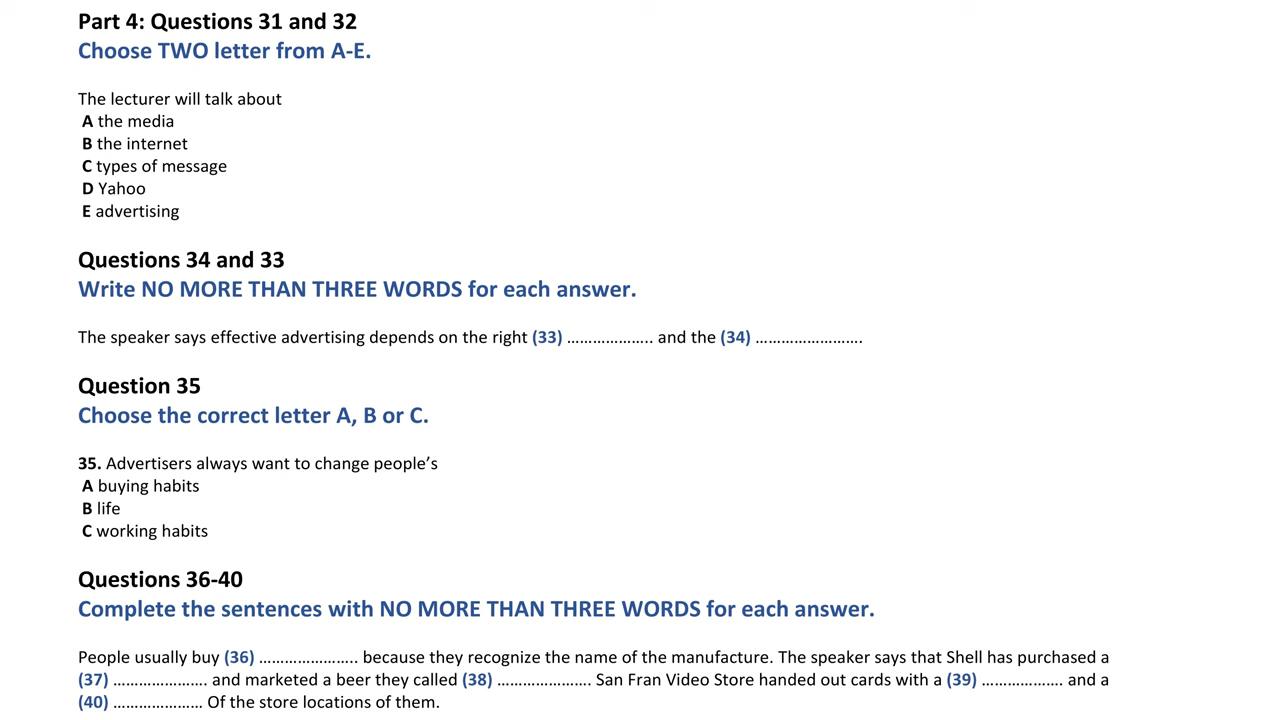 Part 4: Questions 31 and 32
Choose TWO letter from A-E.
The lecturer will talk about
A the media
B the internet
C types of message
D Yahoo
E advertising
Questions 34 and 33
Write NO MORE THAN THREE WORDS for each answer.
The speaker says effective advertising depends on the right (33) ……………….. and the (34) …………………….
Question 35
Choose the correct letter A, B or C.
35. Advertisers always want to change people’s
A buying habits
B life
C working habits
Questions 36-40
Complete the sentences with NO MORE THAN THREE WORDS for each answer.
People usually buy (36) ………………….. because they recognize the name of the manufacture. The speaker says that Shell has purchased a
(37) …………………. and marketed a beer they called (38) …………………. San Fran Video Store handed out cards with a (39) ………………. and a
(40) ………………… Of the store locations of them.